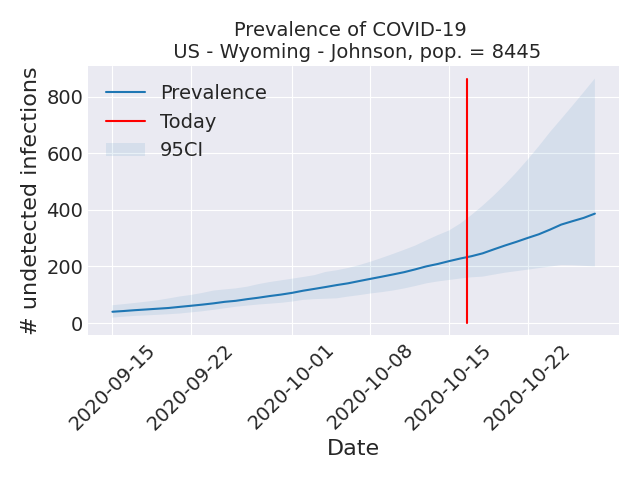 Prevalence of COVID-19
US - Wyoming - Johnson, pop. = 8445
# undetected infections
800
600
400
200
0
Prevalence
Today
95CI
2020-09-15
2020-09-22
2020-10-01
2020-10-08
2020-10-15
2020-10-22
Date